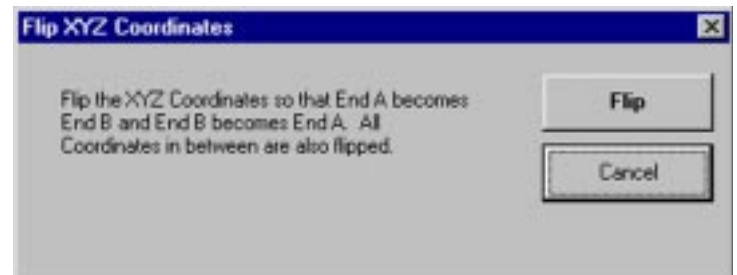 Flip XYZ Coordinates
Flip the XYZ Coordinates so that End A becomes
End B and End B becomes End A. All
Coordinates in between are also flipped.
Flip
Cancel